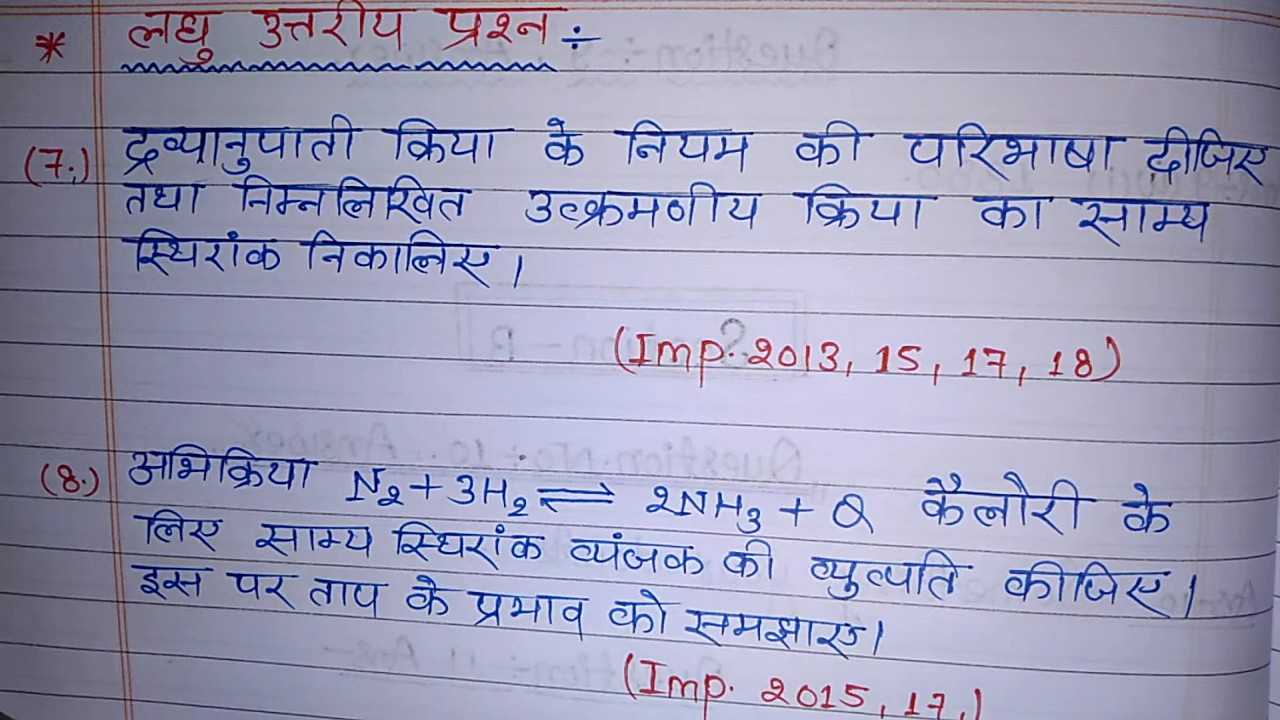 * लघु उत्तरीय प्रश्न ÷
(7.) द्रव्यानुपाती क्रिया के नियम की परिभाषा दीजिए
तथा निम्नलिखित उत्क्रमणीय क्रिया का साम्य
स्थिरांक निकालिए।
(Imp. 2013, 15, 17, 18)
(8.) अभिक्रिया N₂ + 3H₂ ⇌ 2NH₃ + Q कैलोरी के
लिए साम्य स्थिरांक व्यंजक की व्युत्पति कीजिए।
इस पर ताप के प्रभाव को समझाए।
(Imp. 2015, 17,)